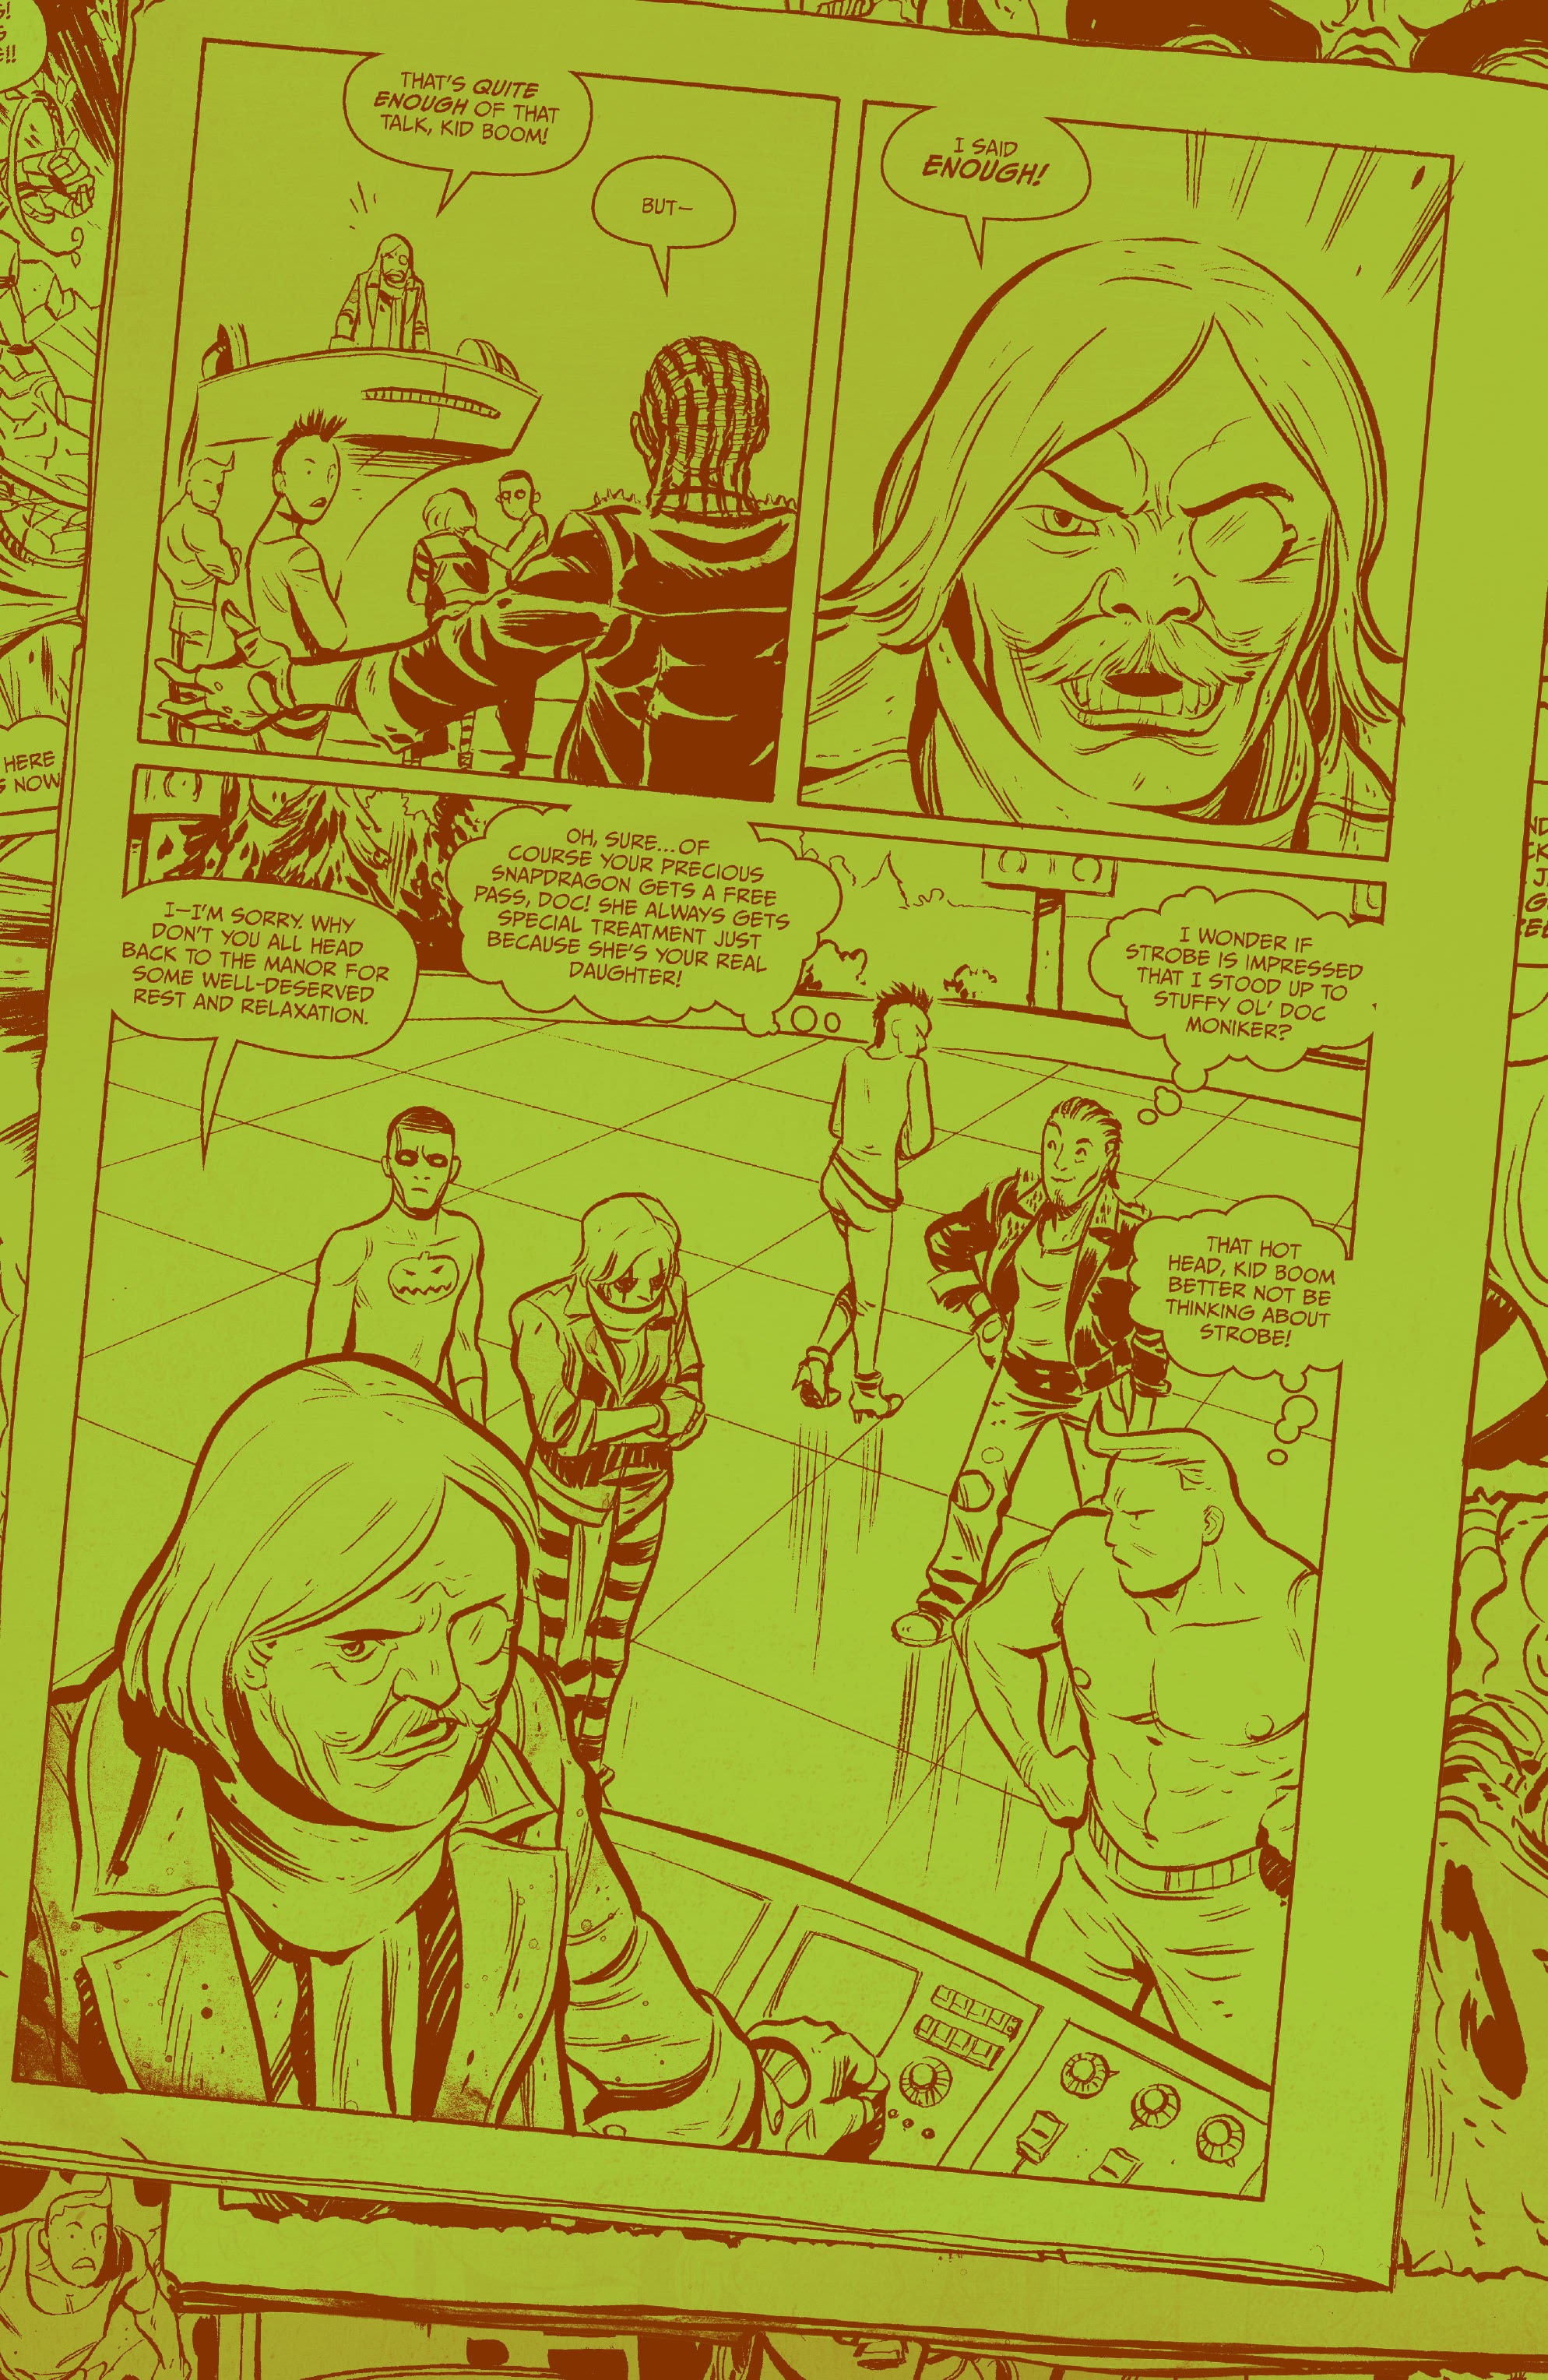 THAT'S QUITE
ENOUGH OF THAT
TALK, KID BOOM!
BUT—
I SAID
ENOUGH!
I—I'M SORRY. WHY
DON'T YOU ALL HEAD
BACK TO THE MANOR FOR
SOME WELL-DESERVED
REST AND RELAXATION.
OH, SURE...OF
COURSE YOUR PRECIOUS
SNAPDRAGON GETS A FREE
PASS, DOC! SHE ALWAYS GETS
SPECIAL TREATMENT JUST
BECAUSE SHE'S YOUR REAL
DAUGHTER!
I WONDER IF
STROBE IS IMPRESSED
THAT I STOOD UP TO
STUFFY OL' DOC
MONIKER?
THAT HOT
HEAD, KID BOOM
BETTER NOT BE
THINKING ABOUT
STROBE!
HERE
NOW